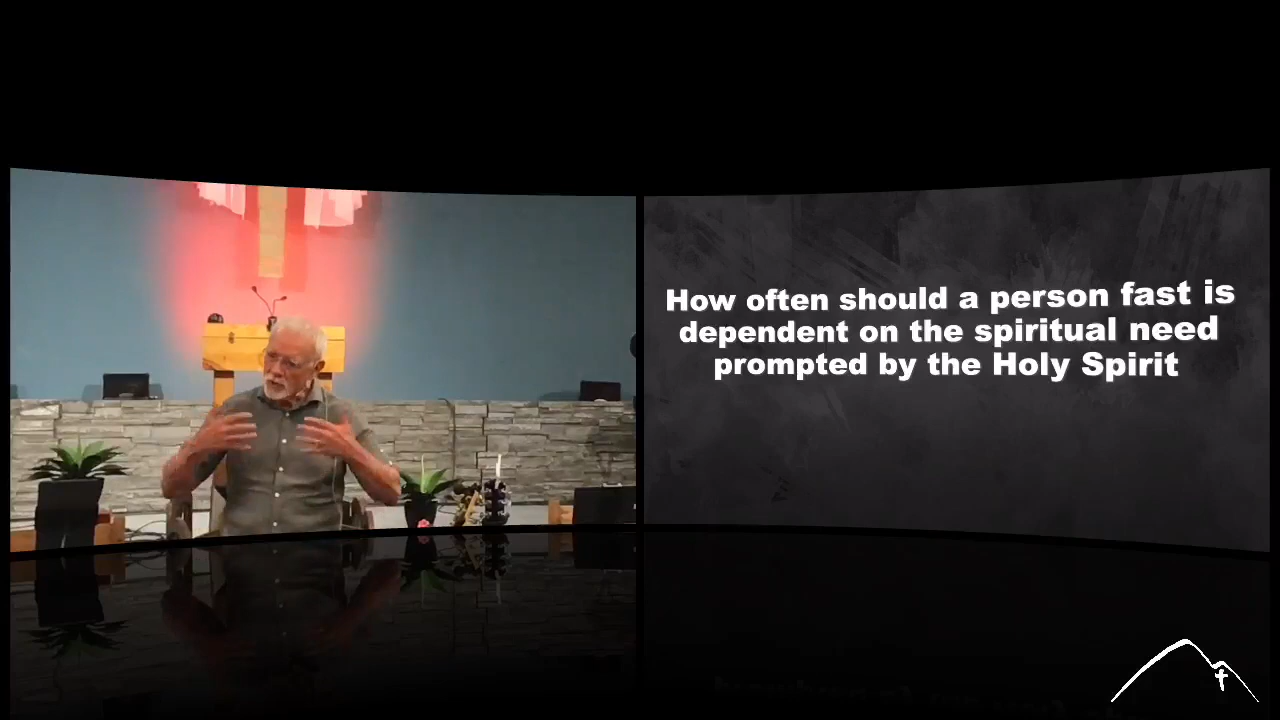 How often should a person fast is
dependent on the spiritual need
prompted by the Holy Spirit